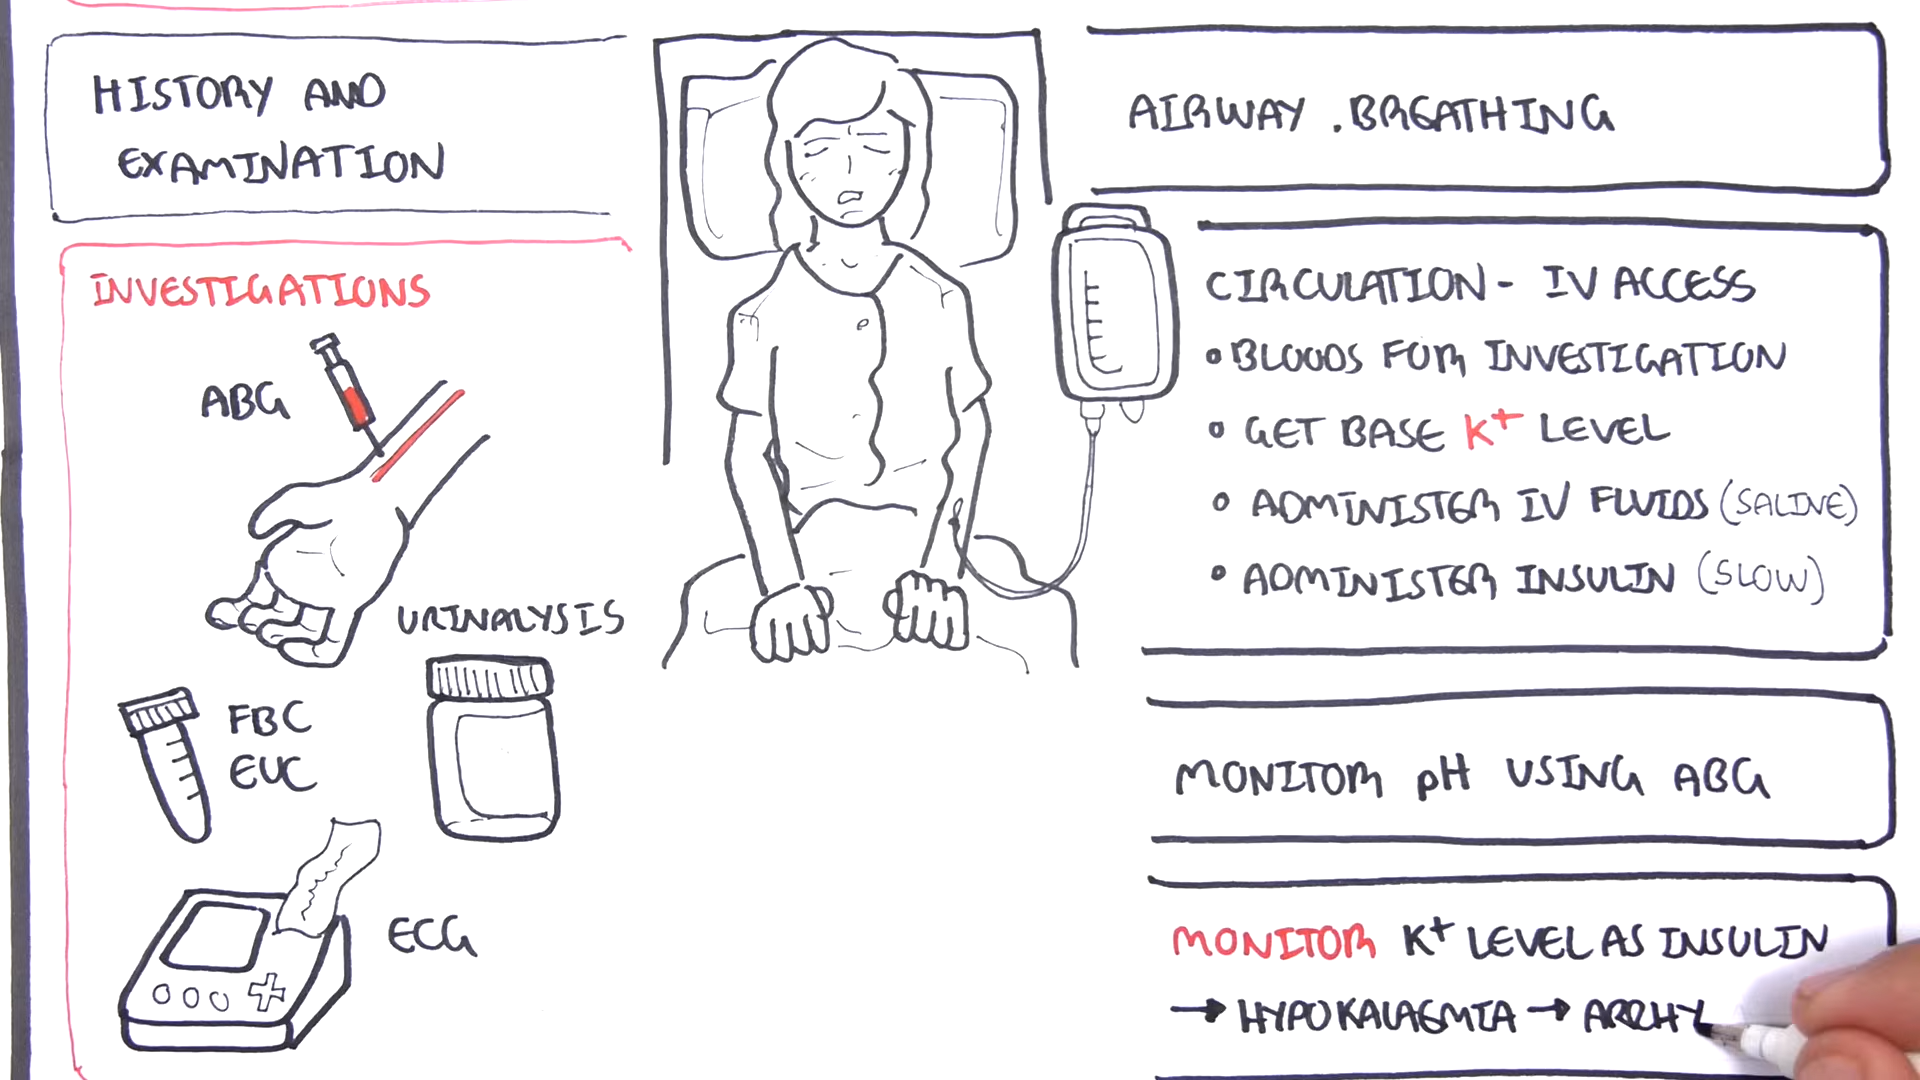 HISTORY AND
EXAMINATION
INVESTIGATIONS
ABG
URINALYSIS
FBC
EUC
ECG
AIRWAY . BREATHING
CIRCULATION - IV ACCESS
• BLOODS FOR INVESTIGATION
• GET BASE K+ LEVEL
• ADMINISTER IV FLUIDS (SALINE)
• ADMINISTER INSULIN (SLOW)
MONITOR pH USING ABG
MONITOR K+ LEVEL AS INSULIN
→ HYPOKALAEMIA → ARRHY